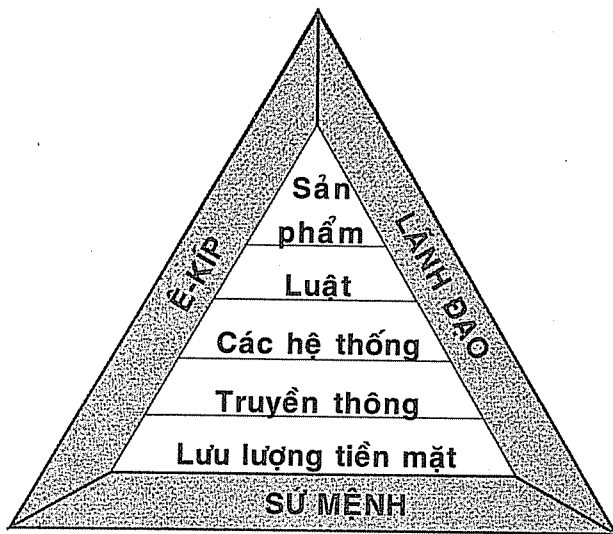 Sản
phẩm
Luật
Các hệ thống
Truyền thông
Lưu lượng tiền mặt
Ê-KÍP
LÃNH ĐẠO
SỨ MỆNH